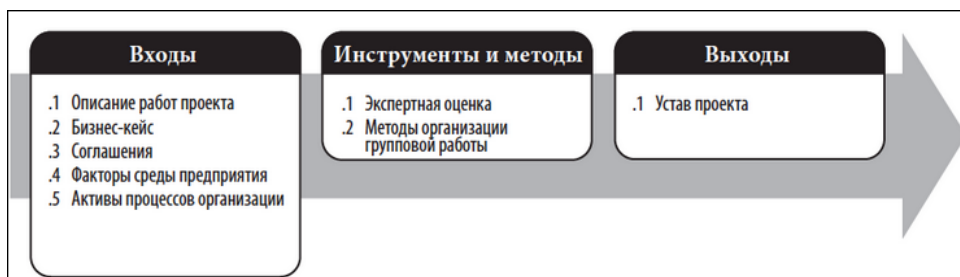 Входы
.1 Описание работ проекта
.2 Бизнес-кейс
.3 Соглашения
.4 Факторы среды предприятия
.5 Активы процессов организации
Инструменты и методы
.1 Экспертная оценка
.2 Методы организации
групповой работы
Выходы
.1 Устав проекта